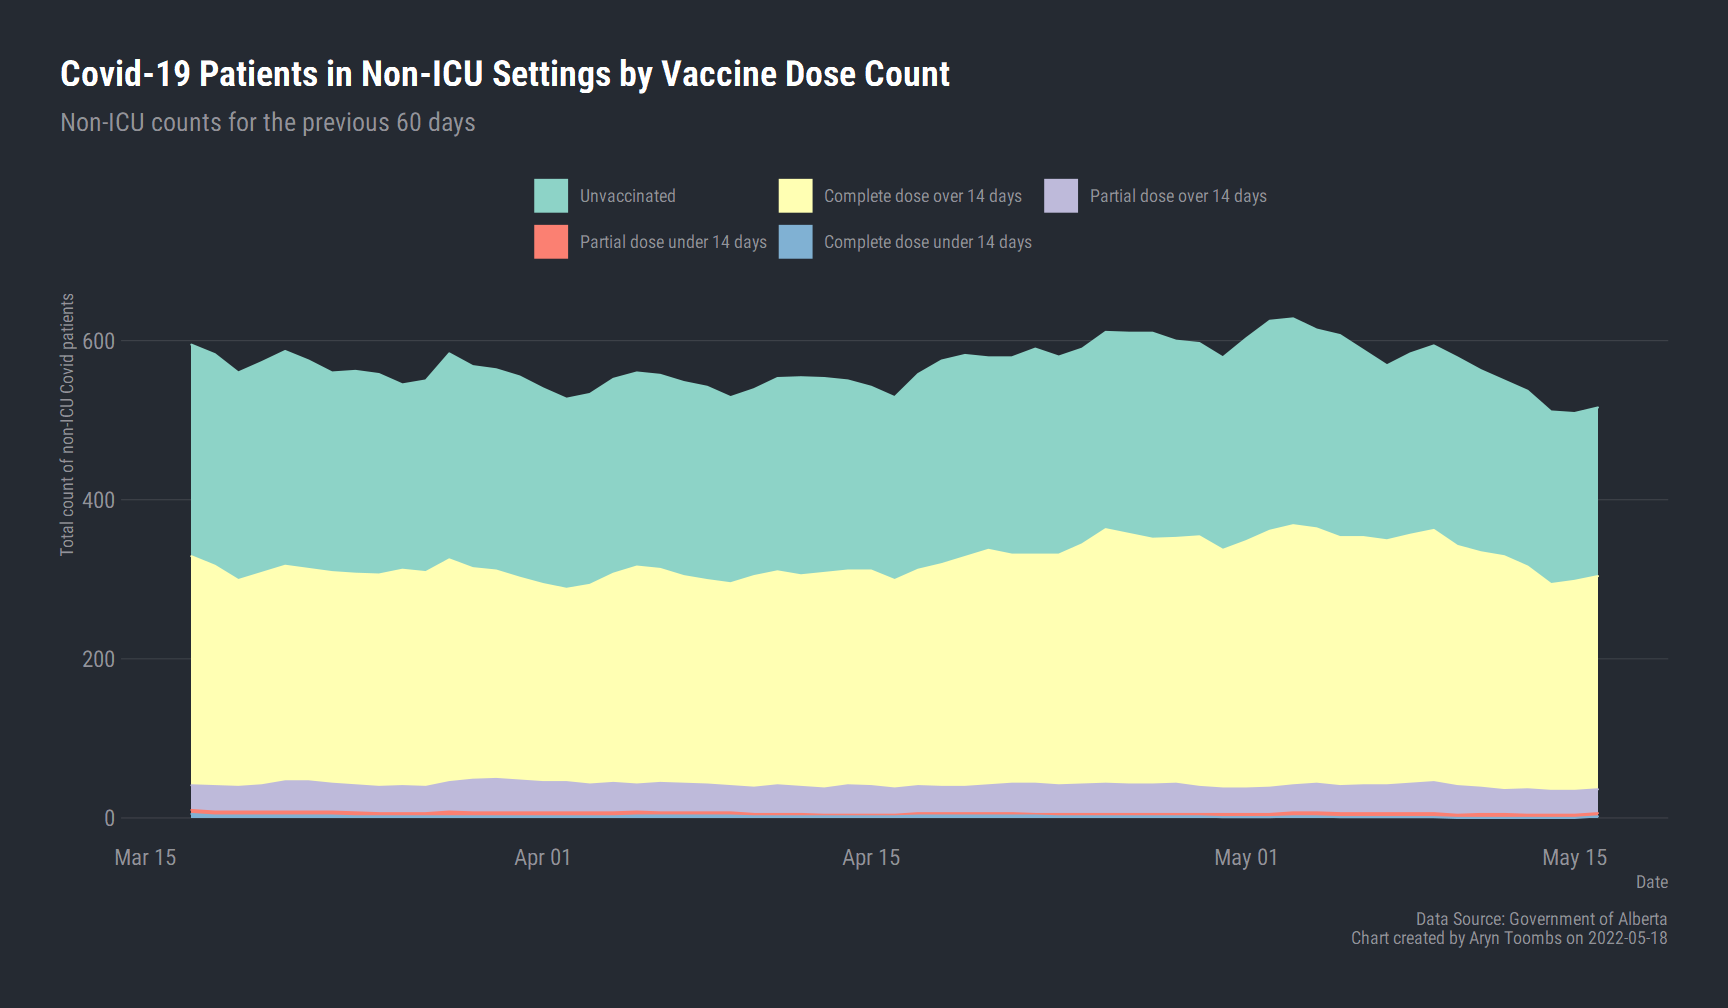 Covid-19 Patients in Non-ICU Settings by Vaccine Dose Count
Non-ICU counts for the previous 60 days
Unvaccinated
Complete dose over 14 days
Partial dose over 14 days
Partial dose under 14 days
Complete dose under 14 days
Total count of non-ICU Covid patients
600
400
200
0
Mar 15
Apr 01
Apr 15
May 01
May 15
Date
Data Source: Government of Alberta
Chart created by Aryn Toombs on 2022-05-18